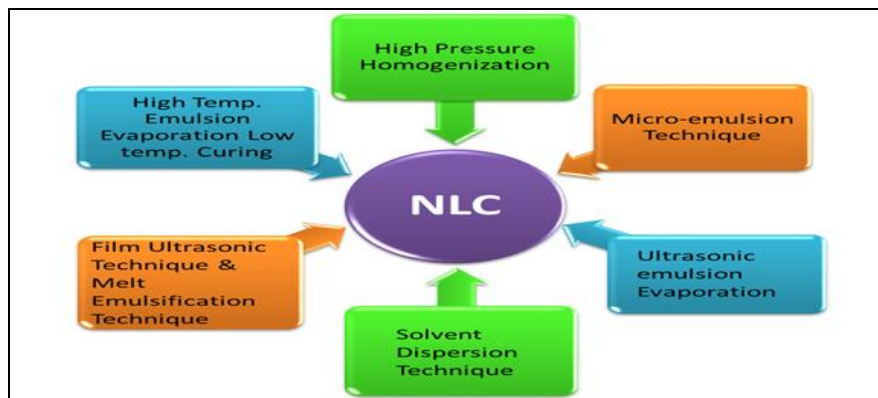 High Pressure
Homogenization
High Temp.
Emulsion
Evaporation Low
temp. Curing
Micro-emulsion
Technique
NLC
Film Ultrasonic
Technique &
Melt
Emulsification
Technique
Ultrasonic
emulsion
Evaporation
Solvent
Dispersion
Technique